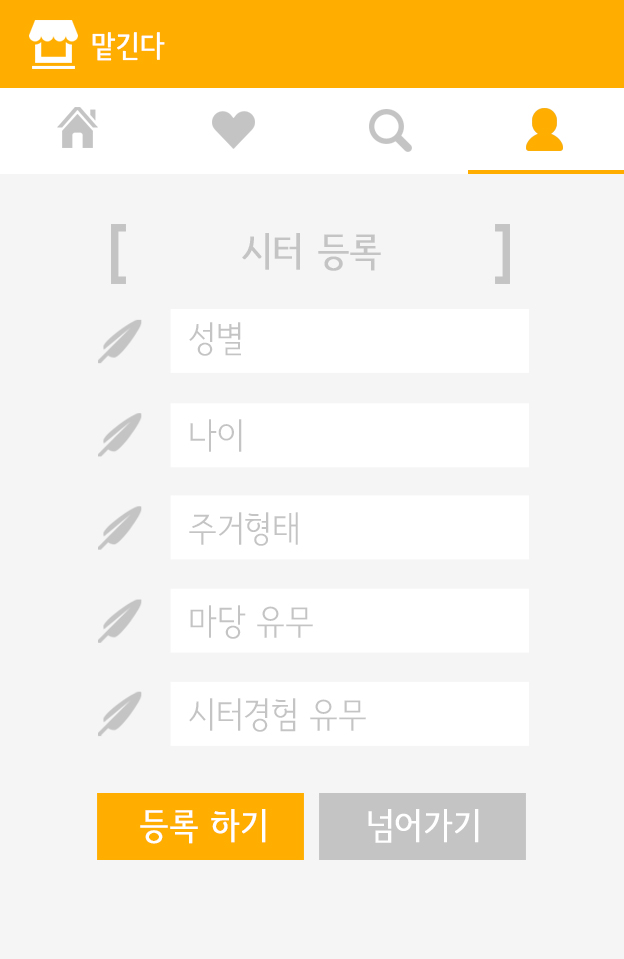 맡긴다
[ 시터 등록 ]
성별
나이
주거형태
마당 유무
시터경험 유무
등록 하기
넘어가기